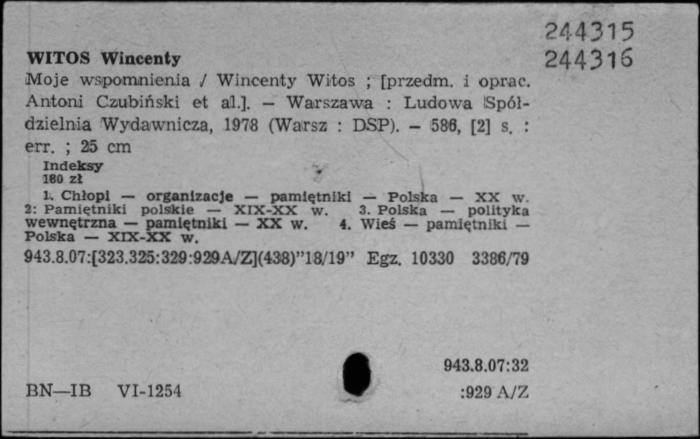 244315
244316
WITOS Wincenty
Moje wspomnienia / Wincenty Witos ; [przedm. i oprac.
Antoni Czubiński et al.]. — Warszawa : Ludowa Spół-
dzielnia Wydawnicza, 1978 (Warsz : DSP). — 586, [2] s. :
err. ; 25 cm
Indeksy
180 zł
1. Chłopi — organizacje — pamiętniki — Polska — XX w.
2: Pamiętniki polskie — XIX-XX w. 3. Polska — polityka
wewnętrzna — pamiętniki — XX w. 4. Wieś — pamiętniki —
Polska — XIX-XX w.
943.8.07:[323.325:329:929A/Z](438)”18/19” Egz. 10330 3386/79
943.8.07:32
BN—IB VI-1254 :929 A/Z